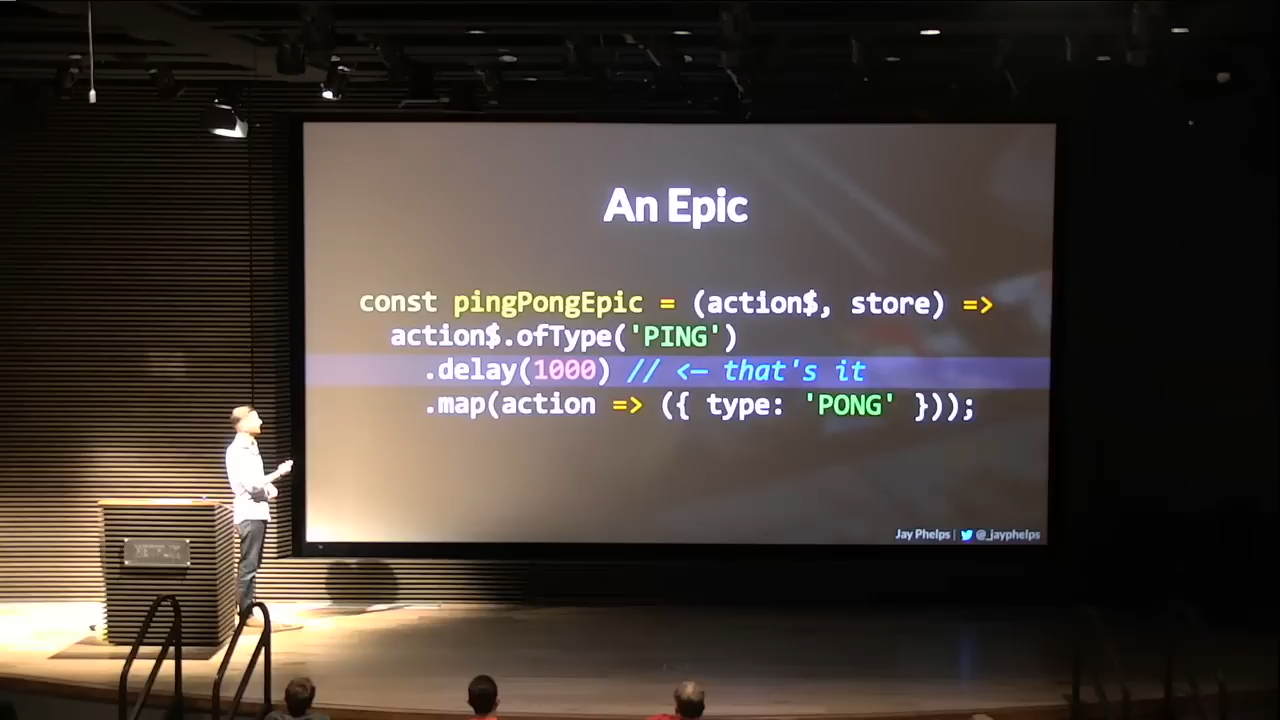 An Epic
const pingPongEpic = (action$, store) =>
action$.ofType('PING')
.delay(1000) // <— that's it
.map(action => ({ type: 'PONG' }));
Jay Phelps | @_jayphelps
NETFLIX